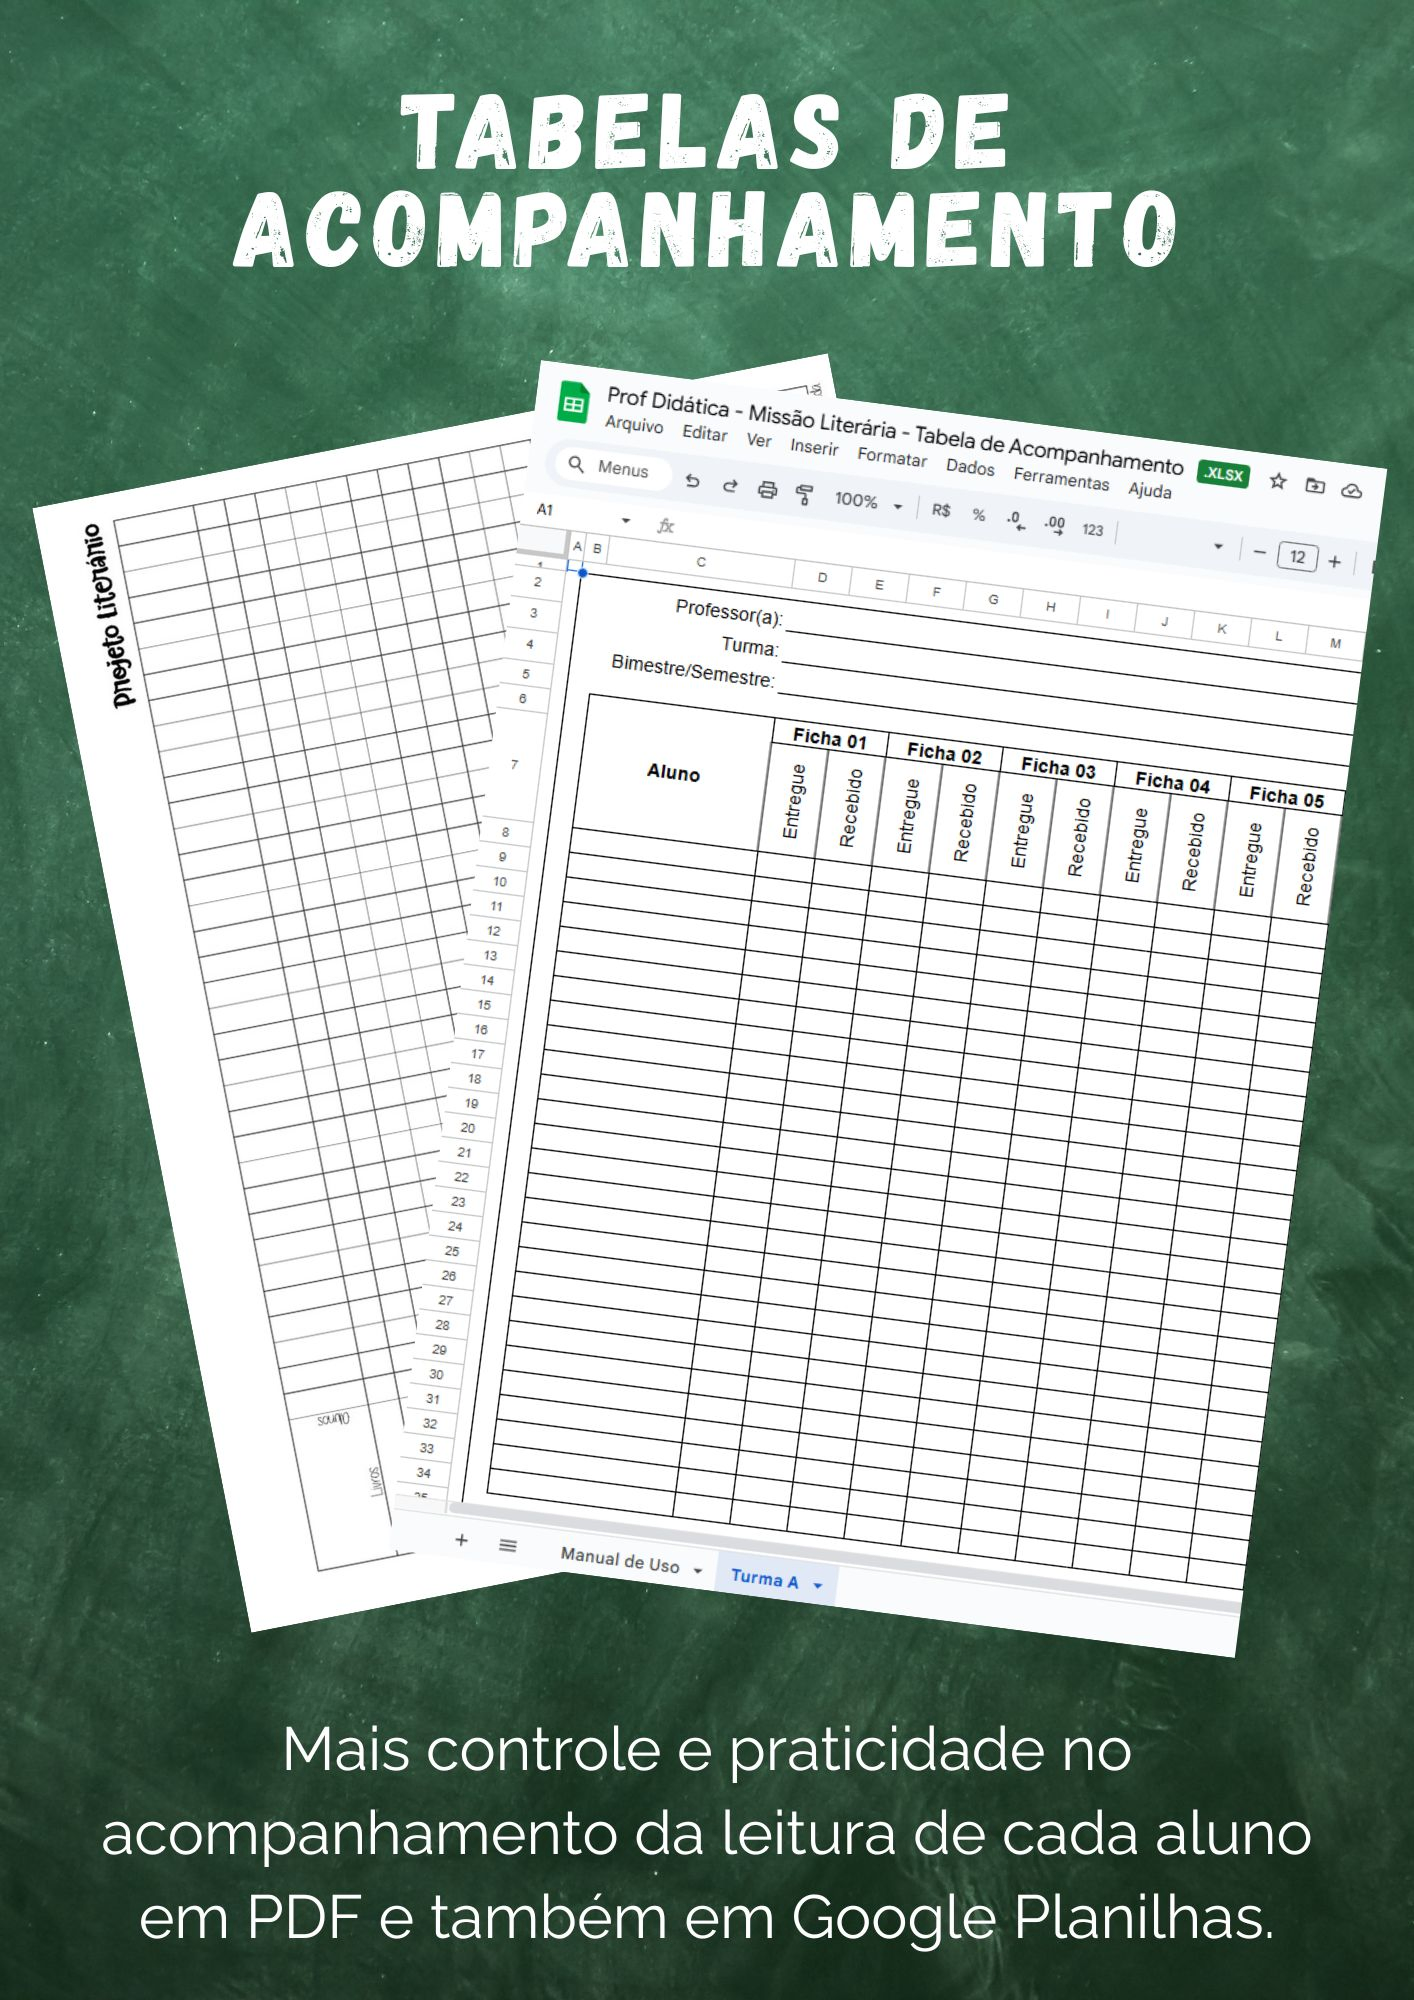 TABELAS DE
ACOMPANHAMENTO
projeto literário
Alunos
Livros
Prof Didática - Missão Literária - Tabela de Acompanhamento .XLSX
Arquivo Editar Ver Inserir Formatar Dados Ferramentas Ajuda
Menus 100% R$ % .0 .00 123 12
A1 fx
A B C D E F G H I J K L M
1
2
3
4
5
6
7
8
9
10
11
12
13
14
15
16
17
18
19
20
21
22
23
24
25
26
27
28
29
30
31
32
33
34
35
Professor(a):
Turma:
Bimestre/Semestre:
Aluno Ficha 01 Ficha 02 Ficha 03 Ficha 04 Ficha 05
Entregue Recebido Entregue Recebido Entregue Recebido Entregue Recebido Entregue Recebido
Manual de Uso Turma A
Mais controle e praticidade no
acompanhamento da leitura de cada aluno
em PDF e também em Google Planilhas.